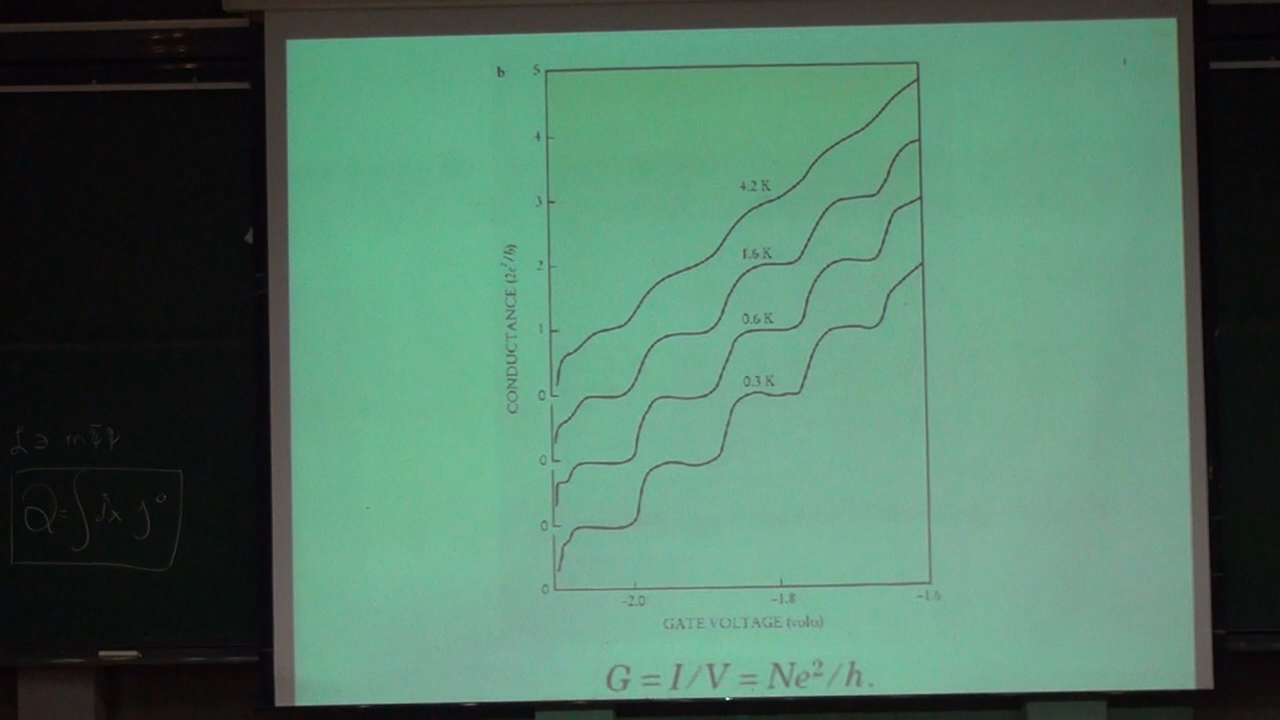 b
5
4
3
2
1
0
0
0
0
CONDUCTANCE (2e²/h)
4.2 K
1.6 K
0.6 K
0.3 K
-2.0 -1.8 -1.6
GATE VOLTAGE (volts)
G = I/V = Ne²/h.
Q = ∫ d³x j⁰